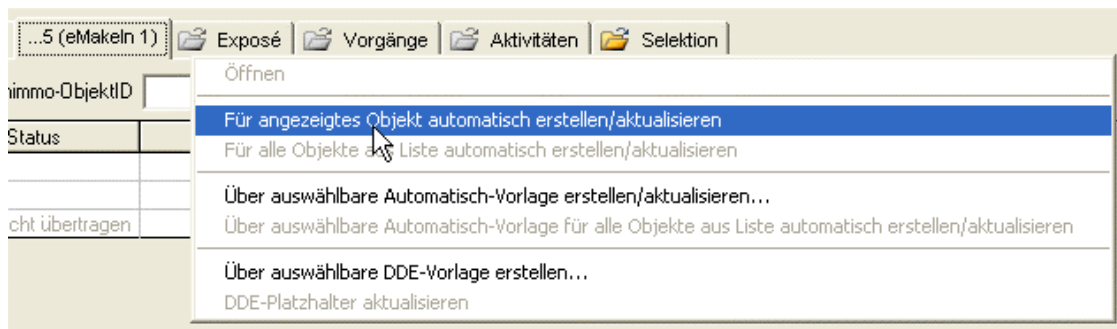 ...5 (eMakeln 1) Exposé Vorgänge Aktivitäten Selektion
Öffnen
nimmo-ObjektID
Für angezeigtes Objekt automatisch erstellen/aktualisieren
Status
Für alle Objekte aus Liste automatisch erstellen/aktualisieren
Über auswählbare Automatisch-Vorlage erstellen/aktualisieren...
cht übertragen
Über auswählbare Automatisch-Vorlage für alle Objekte aus Liste automatisch erstellen/aktualisieren
Über auswählbare DDE-Vorlage erstellen...
DDE-Platzhalter aktualisieren